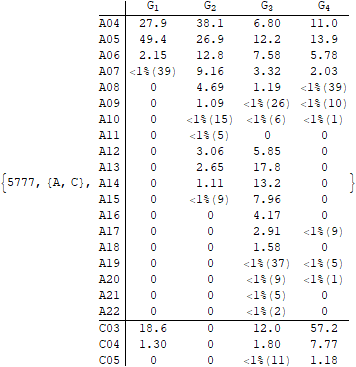 G1 G2 G3 G4
A04 27.9 38.1 6.80 11.0
A05 49.4 26.9 12.2 13.9
A06 2.15 12.8 7.58 5.78
A07 <1%(39) 9.16 3.32 2.03
A08 0 4.69 1.19 <1%(39)
A09 0 1.09 <1%(26) <1%(10)
A10 0 <1%(15) <1%(6) <1%(1)
A11 0 <1%(5) 0 0
A12 0 3.06 5.85 0
A13 0 2.65 17.8 0
{5777, {A, C}, A14 0 1.11 13.2 0 }
A15 0 <1%(9) 7.96 0
A16 0 0 4.17 0
A17 0 0 2.91 <1%(9)
A18 0 0 1.58 0
A19 0 0 <1%(37) <1%(5)
A20 0 0 <1%(9) <1%(1)
A21 0 0 <1%(5) 0
A22 0 0 <1%(2) 0
C03 18.6 0 12.0 57.2
C04 1.30 0 1.80 7.77
C05 0 0 <1%(11) 1.18